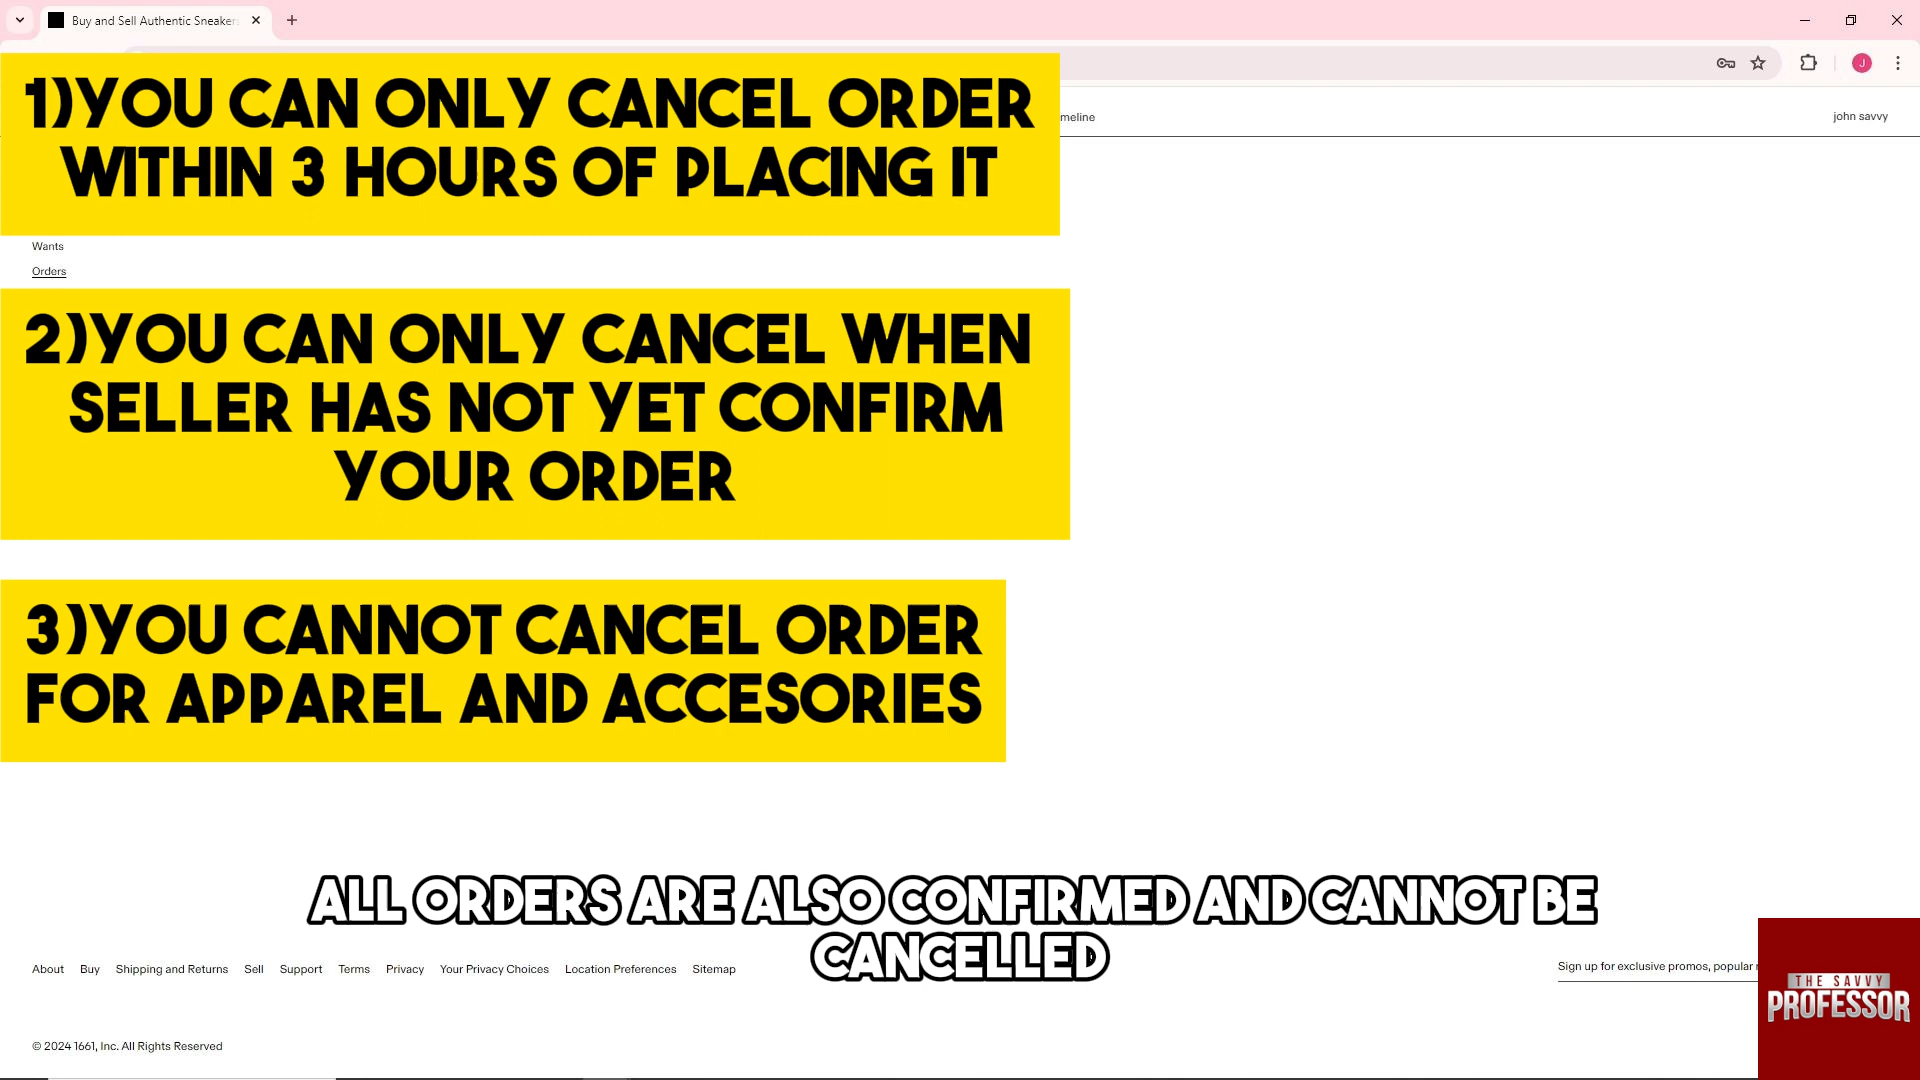 Buy and Sell Authentic Sneaker
J
1)YOU CAN ONLY CANCEL ORDER
WITHIN 3 HOURS OF PLACING IT
meline
john savvy
Wants
Orders
2)YOU CAN ONLY CANCEL WHEN
SELLER HAS NOT YET CONFIRM
YOUR ORDER
3)YOU CANNOT CANCEL ORDER
FOR APPAREL AND ACCESORIES
ALL ORDERS ARE ALSO CONFIRMED AND CANNOT BE
CANCELLED
About Buy Shipping and Returns Sell Support Terms Privacy Your Privacy Choices Location Preferences Sitemap
Sign up for exclusive promos, popular
THE SAVVY
PROFESSOR
© 2024 1661, Inc. All Rights Reserved